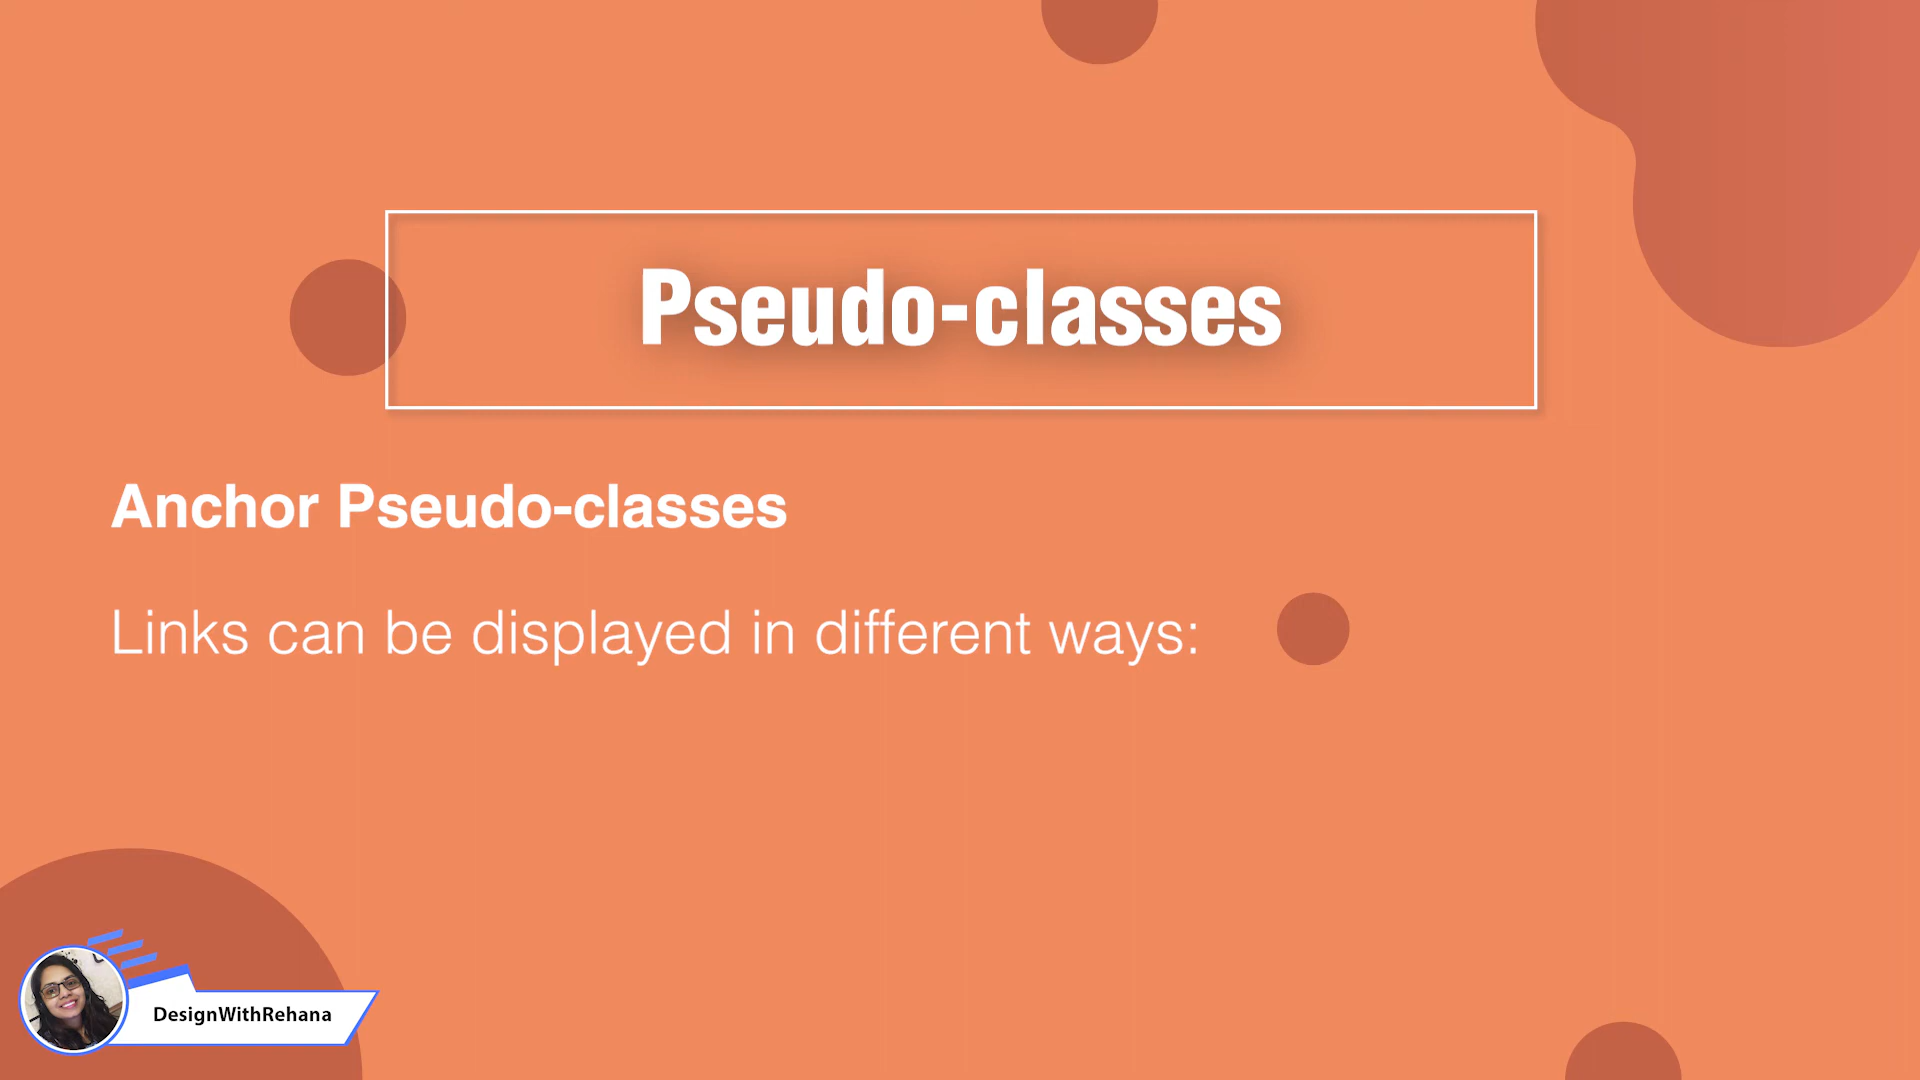 Pseudo-classes
Anchor Pseudo-classes
Links can be displayed in different ways:
DesignWithRehana